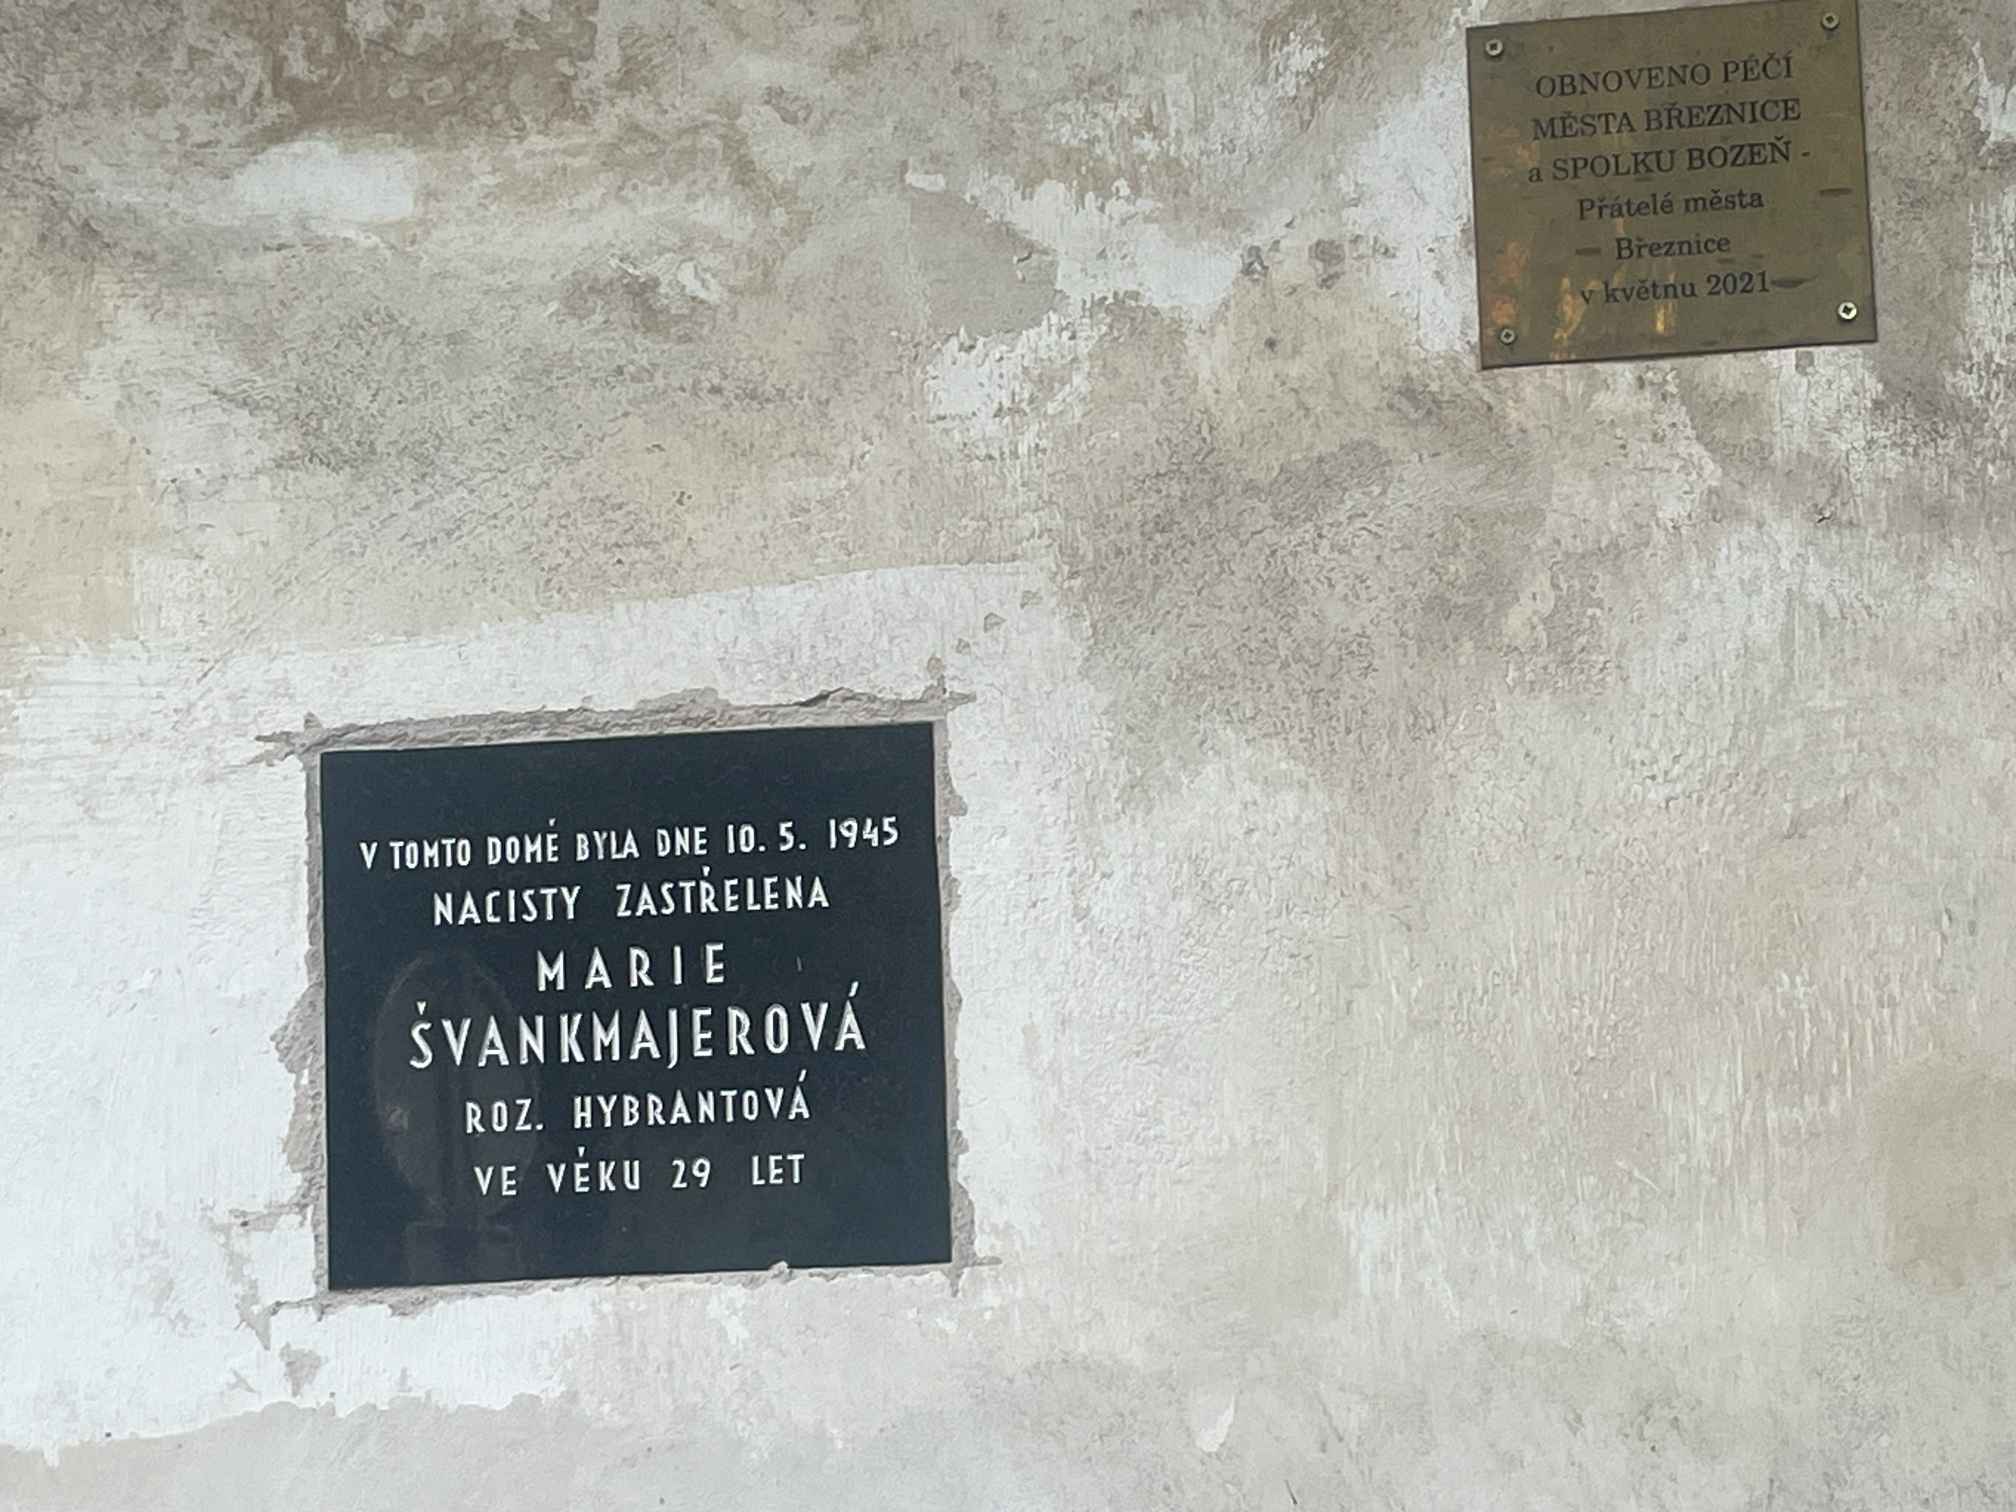 OBNOVENO PÉČÍ
MĚSTA BŘEZNICE
a SPOLKU BOZEŇ -
Přátelé města
Březnice
v květnu 2021
V TOMTO DOMĚ BYLA DNE 10. 5. 1945
NACISTY ZASTŘELENA
MARIE
ŠVANKMAJEROVÁ
ROZ. HYBRANTOVÁ
VE VĚKU 29 LET